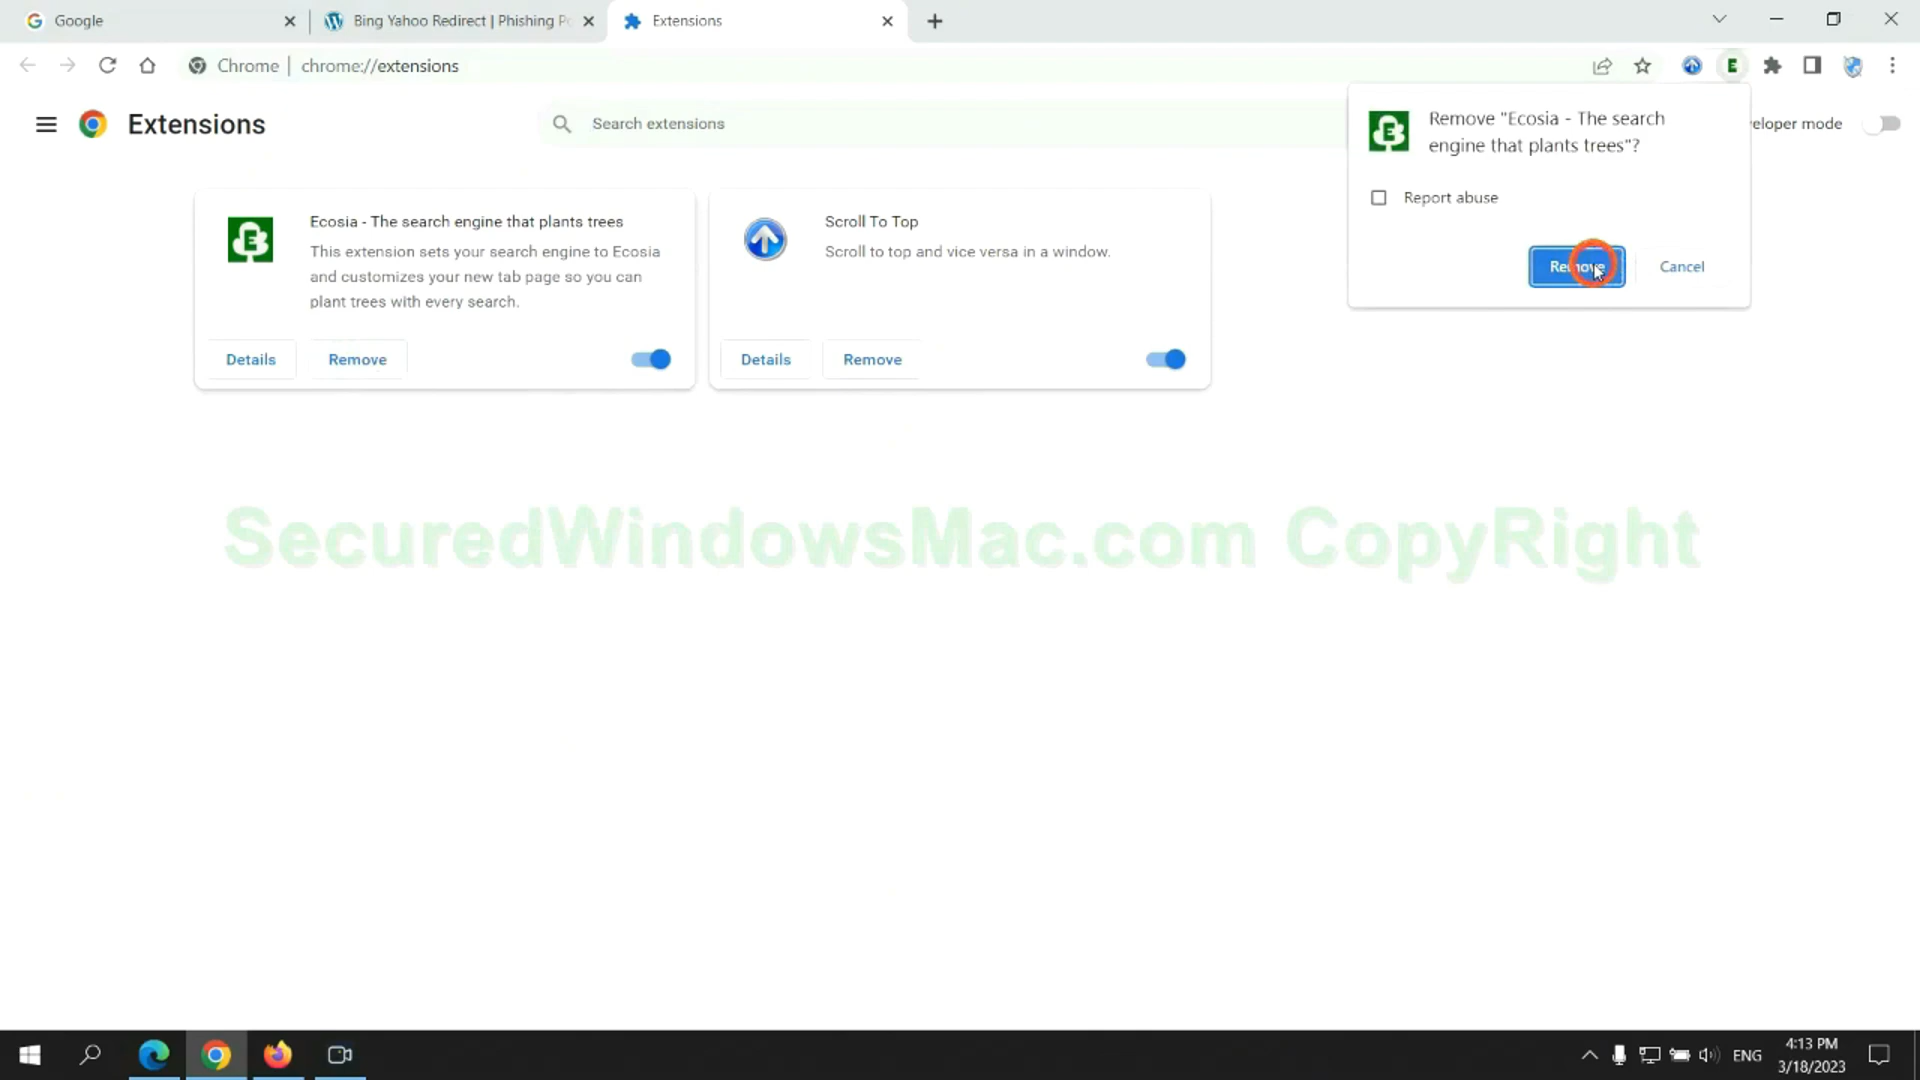 Google
Bing Yahoo Redirect | Phishing Po
Extensions
Chrome
chrome://extensions
Extensions
Search extensions
veloper mode
Remove "Ecosia - The search
engine that plants trees"?
Report abuse
Remove
Cancel
Ecosia - The search engine that plants trees
This extension sets your search engine to Ecosia
and customizes your new tab page so you can
plant trees with every search.
Details
Remove
Scroll To Top
Scroll to top and vice versa in a window.
Details
Remove
SecuredWindowsMac.com CopyRight
ENG
4:13 PM
3/18/2023